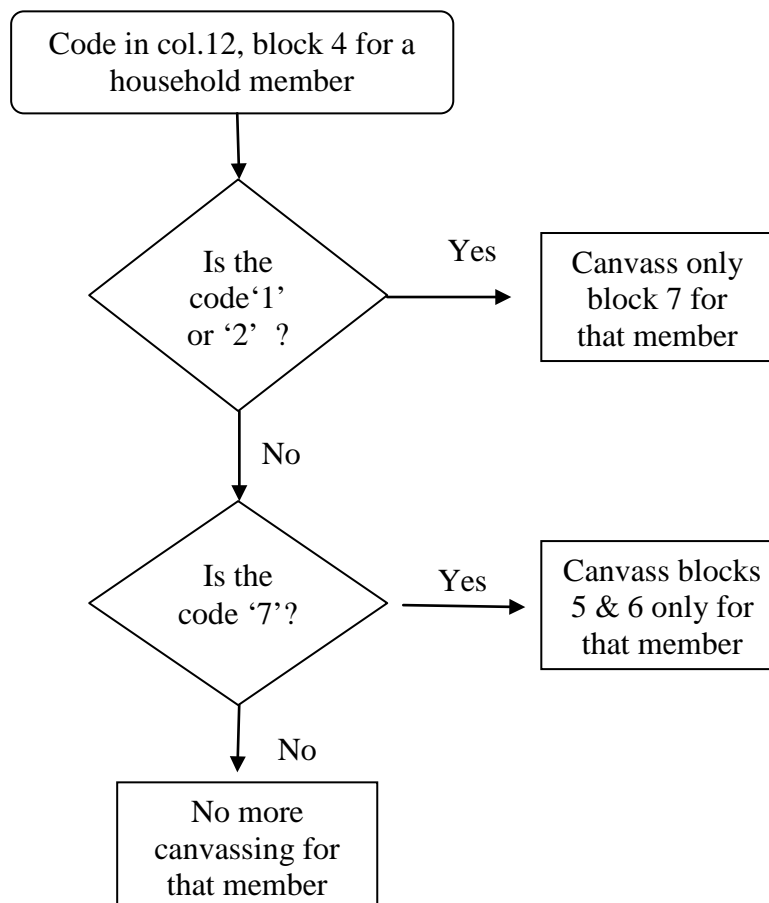 Code in col.12, block 4 for a
household member
Is the
code‘1’
or ‘2’ ?
Yes
Canvass only
block 7 for
that member
No
Is the
code ‘7’?
Yes
Canvass blocks
5 & 6 only for
that member
No
No more
canvassing for
that member